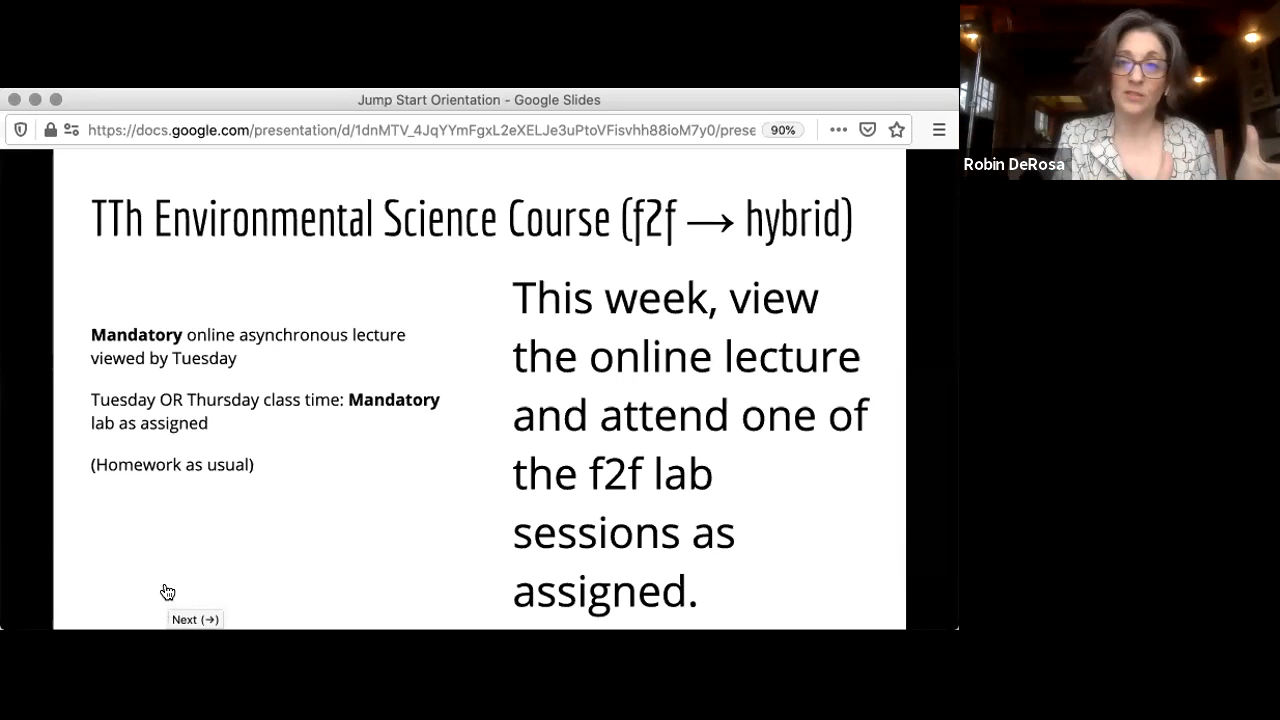 Jump Start Orientation - Google Slides
https://docs.google.com/presentation/d/1dnMTV_4JqYYmFgxL2eXELJe3uPtoVFisvhh88ioM7y0/prese
90%
Robin DeRosa
TTh Environmental Science Course (f2f → hybrid)
Mandatory online asynchronous lecture
viewed by Tuesday
Tuesday OR Thursday class time: Mandatory
lab as assigned
(Homework as usual)
This week, view
the online lecture
and attend one of
the f2f lab
sessions as
assigned.
Next (→)